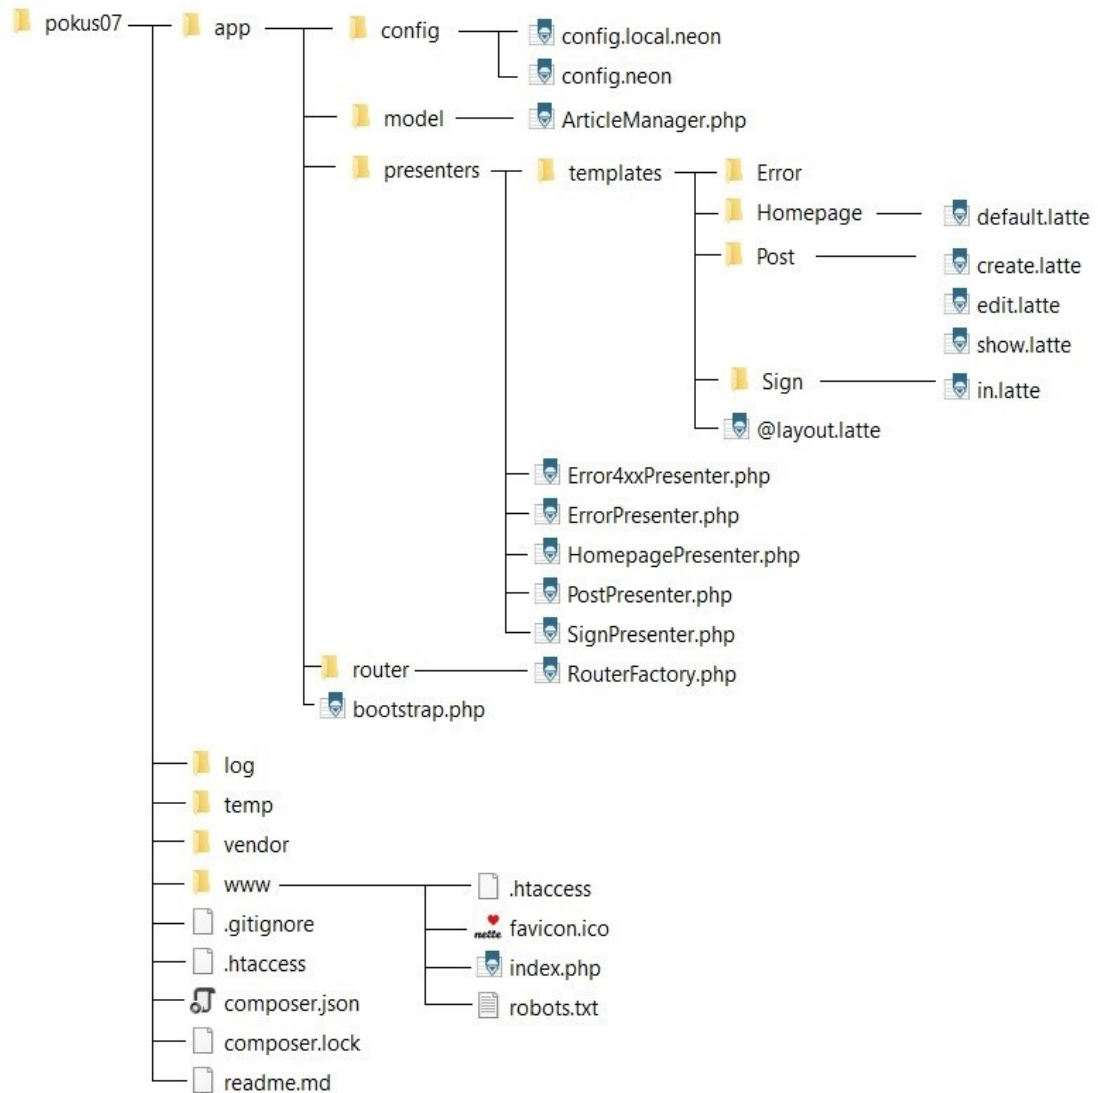 pokus07 app config config.local.neon
config.neon
model ArticleManager.php
presenters templates Error
Homepage default.latte
Post create.latte
edit.latte
show.latte
Sign in.latte
@layout.latte
Error4xxPresenter.php
ErrorPresenter.php
HomepagePresenter.php
PostPresenter.php
SignPresenter.php
router RouterFactory.php
bootstrap.php
log
temp
vendor
www .htaccess
.gitignore nette favicon.ico
.htaccess index.php
composer.json robots.txt
composer.lock
readme.md